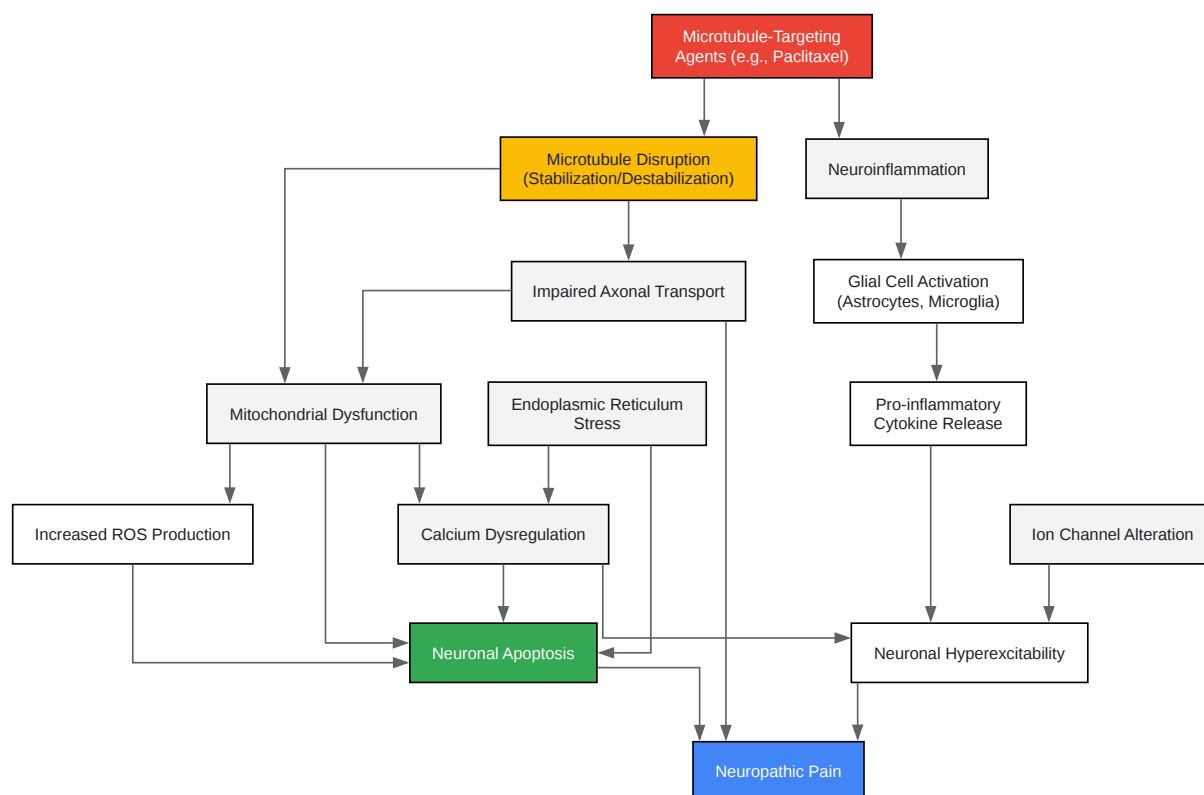 Microtubule-Targeting
Agents (e.g., Paclitaxel)
Microtubule Disruption
(Stabilization/Destabilization)
Neuroinflammation
Impaired Axonal Transport
Glial Cell Activation
(Astrocytes, Microglia)
Mitochondrial Dysfunction
Endoplasmic Reticulum
Stress
Pro-inflammatory
Cytokine Release
Increased ROS Production
Calcium Dysregulation
Ion Channel Alteration
Neuronal Apoptosis
Neuronal Hyperexcitability
Neuropathic Pain